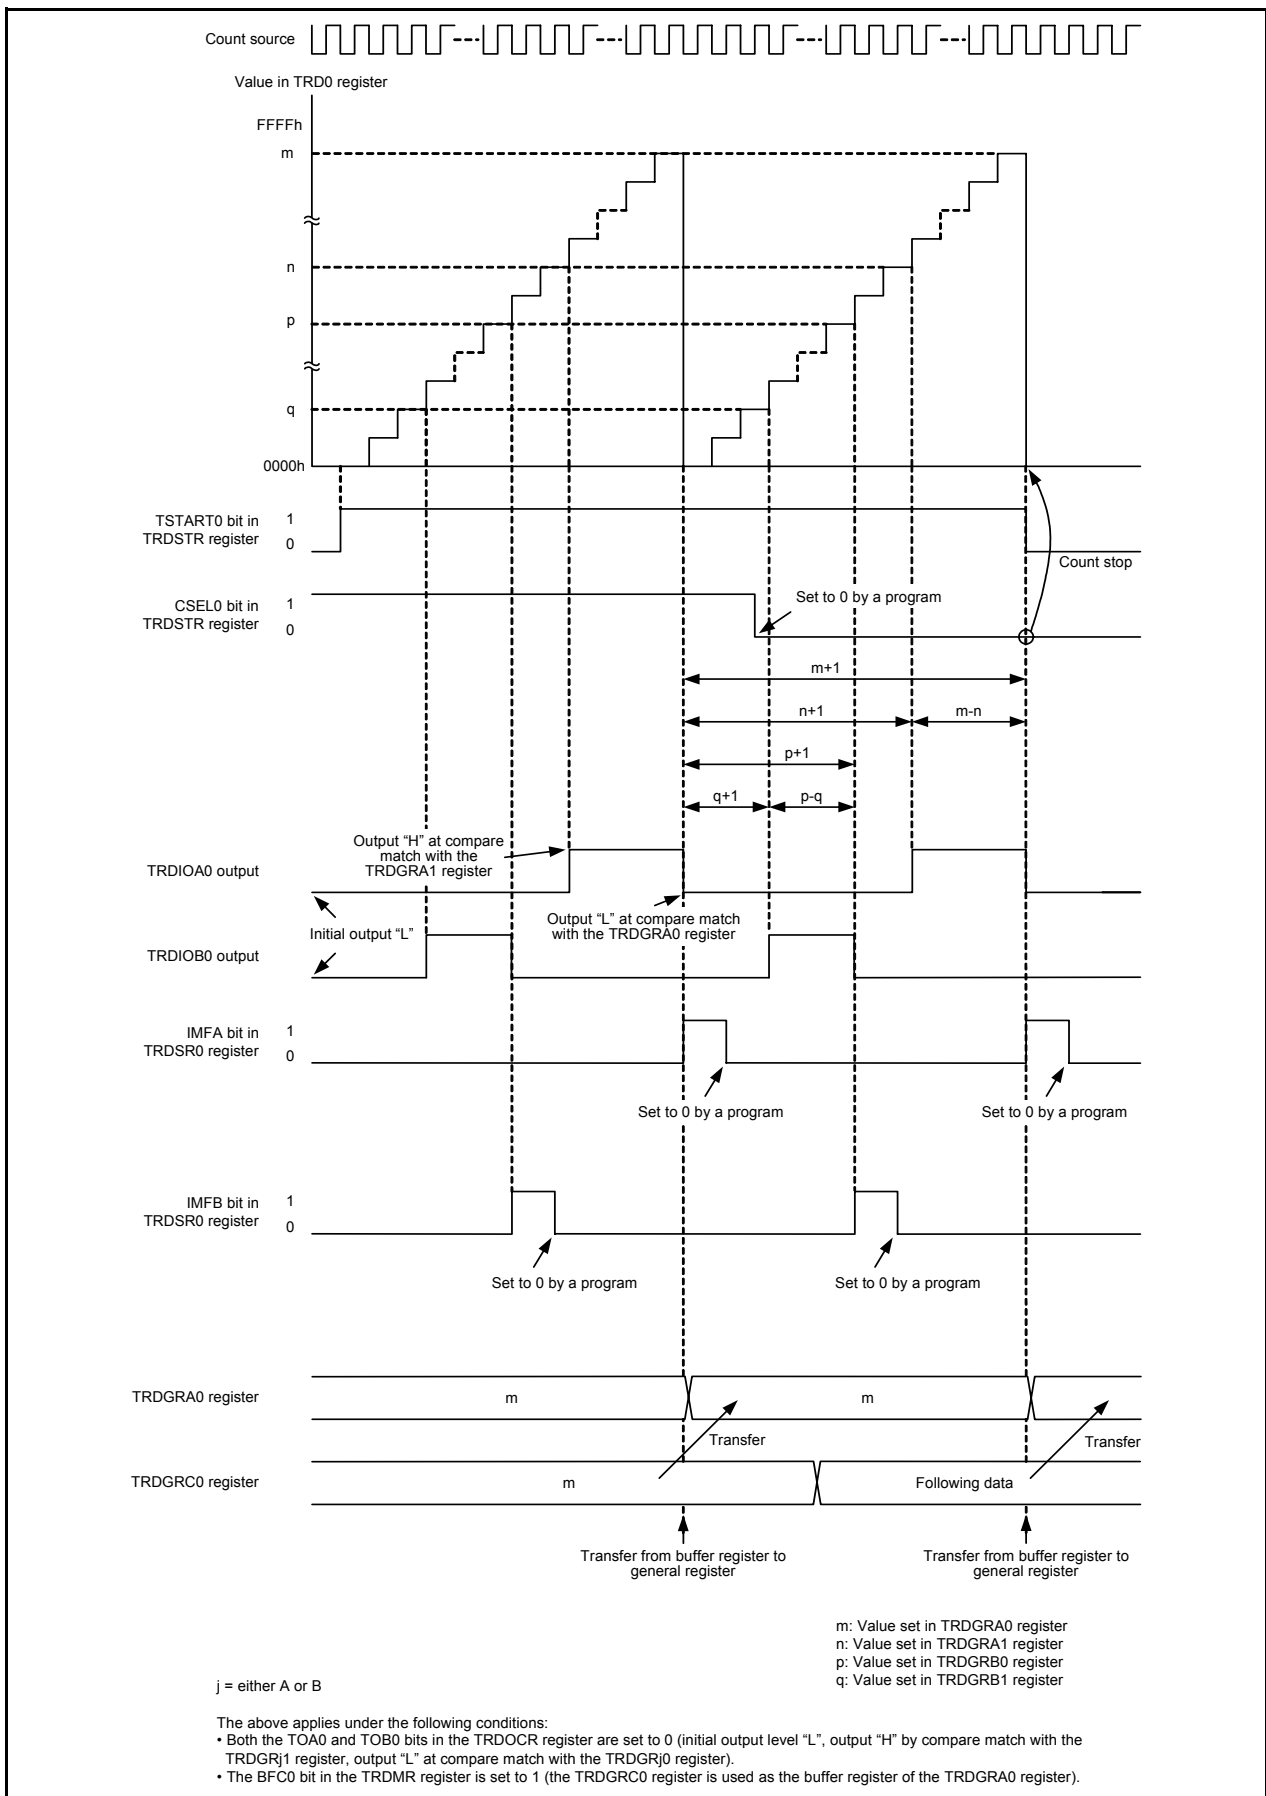 Count source
Value in TRD0 register
FFFFh
m
n
p
q
0000h
TSTART0 bit in
TRDSTR register
1
0
Count stop
CSEL0 bit in
TRDSTR register
1
0
Set to 0 by a program
m+1
n+1
m-n
p+1
q+1
p-q
Output “H” at compare
match with the
TRDGRA1 register
TRDIOA0 output
Output “L” at compare match
with the TRDGRA0 register
Initial output “L”
TRDIOB0 output
IMFA bit in
TRDSR0 register
1
0
Set to 0 by a program
Set to 0 by a program
IMFB bit in
TRDSR0 register
1
0
Set to 0 by a program
Set to 0 by a program
TRDGRA0 register
m
m
Transfer
Transfer
TRDGRC0 register
m
Following data
Transfer from buffer register to
general register
Transfer from buffer register to
general register
m: Value set in TRDGRA0 register
n: Value set in TRDGRA1 register
p: Value set in TRDGRB0 register
q: Value set in TRDGRB1 register
j = either A or B
The above applies under the following conditions:
• Both the TOA0 and TOB0 bits in the TRDOCR register are set to 0 (initial output level “L”, output “H” by compare match with the
TRDGRj1 register, output “L” at compare match with the TRDGRj0 register).
• The BFC0 bit in the TRDMR register is set to 1 (the TRDGRC0 register is used as the buffer register of the TRDGRA0 register).